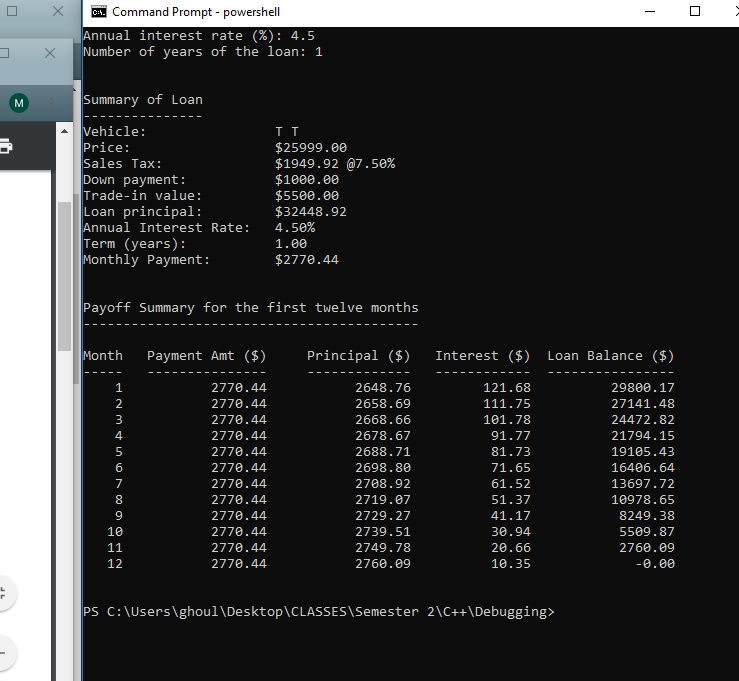 Command Prompt - powershell
M
Annual interest rate (%): 4.5
Number of years of the loan: 1
Summary of Loan
---------------
Vehicle: T T
Price: $25999.00
Sales Tax: $1949.92 @7.50%
Down payment: $1000.00
Trade-in value: $5500.00
Loan principal: $32448.92
Annual Interest Rate: 4.50%
Term (years): 1.00
Monthly Payment: $2770.44
Payoff Summary for the first twelve months
------------------------------------------
Month Payment Amt ($) Principal ($) Interest ($) Loan Balance ($)
----- --------------- ------------- ------------ ----------------
1 2770.44 2648.76 121.68 29800.17
2 2770.44 2658.69 111.75 27141.48
3 2770.44 2668.66 101.78 24472.82
4 2770.44 2678.67 91.77 21794.15
5 2770.44 2688.71 81.73 19105.43
6 2770.44 2698.80 71.65 16406.64
7 2770.44 2708.92 61.52 13697.72
8 2770.44 2719.07 51.37 10978.65
9 2770.44 2729.27 41.17 8249.38
10 2770.44 2739.51 30.94 5509.87
11 2770.44 2749.78 20.66 2760.09
12 2770.44 2760.09 10.35 -0.00
PS C:\Users\ghoul\Desktop\CLASSES\Semester 2\C++\Debugging>